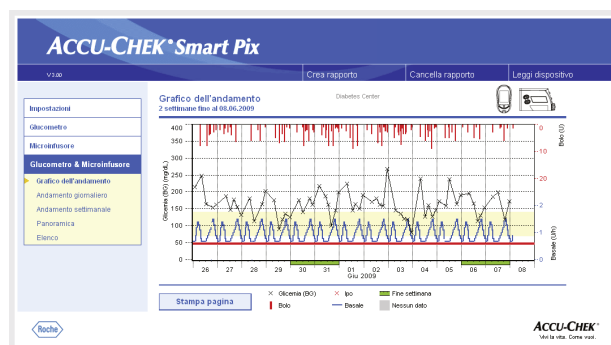 ACCU-CHEK® Smart Pix
V 3.00
Crea rapporto
Cancella rapporto
Leggi dispositivo
Impostazioni
Glucometro
Microinfusore
Glucometro & Microinfusore
Grafico dell'andamento
Andamento giornaliero
Andamento settimanale
Panoramica
Elenco
Grafico dell'andamento
2 settimane fino al 08.06.2009
Diabetes Center
Glicemia (BG) (mg/dL)
400
350
300
250
200
150
100
50
0
0
10
20
2
1
0
Bolo (U)
Basale (U/h)
26 27 28 29 30 31 01 02 03 04 05 06 07 08
Giu 2009
Stampa pagina
Glicemia (BG)
Ipo
Fine settimana
Bolo
Basale
Nessun dato
Roche
ACCU-CHEK®
Vivi la vita. Come vuoi.